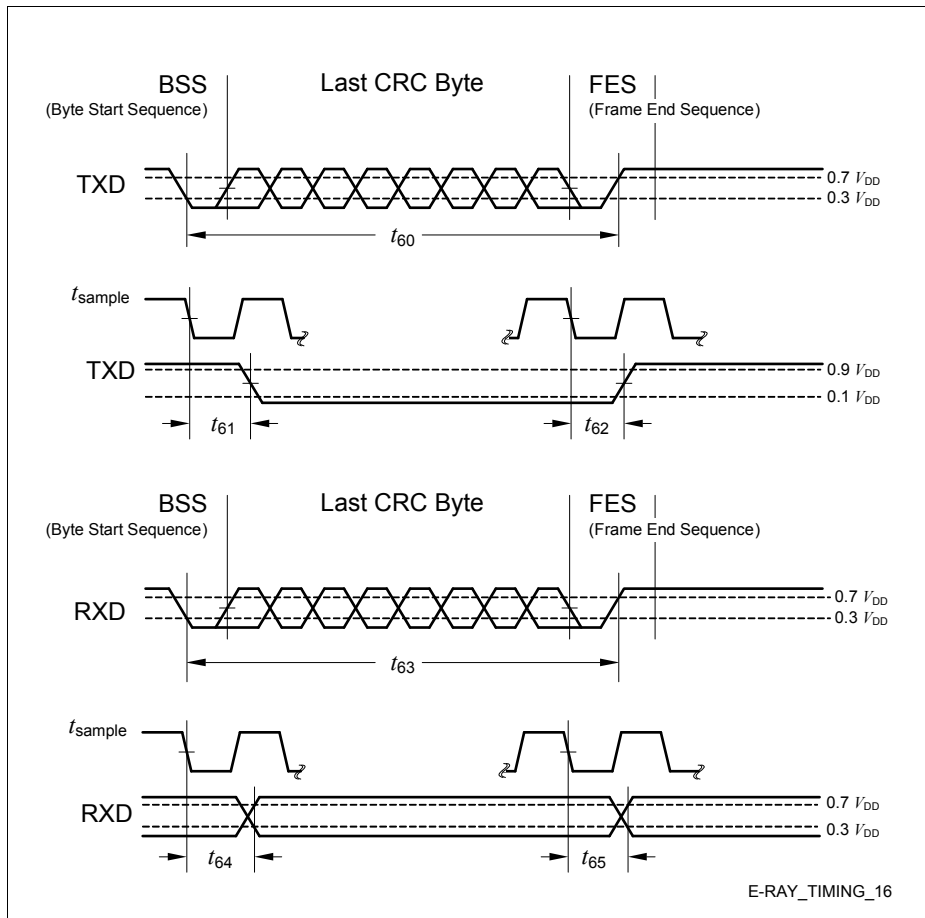 BSS Last CRC Byte FES
(Byte Start Sequence) (Frame End Sequence)
TXD
0.7 VDD
0.3 VDD
t60
tsample
TXD
0.9 VDD
0.1 VDD
t61 t62
BSS Last CRC Byte FES
(Byte Start Sequence) (Frame End Sequence)
RXD
0.7 VDD
0.3 VDD
t63
tsample
RXD
0.7 VDD
0.3 VDD
t64 t65
E-RAY_TIMING_16